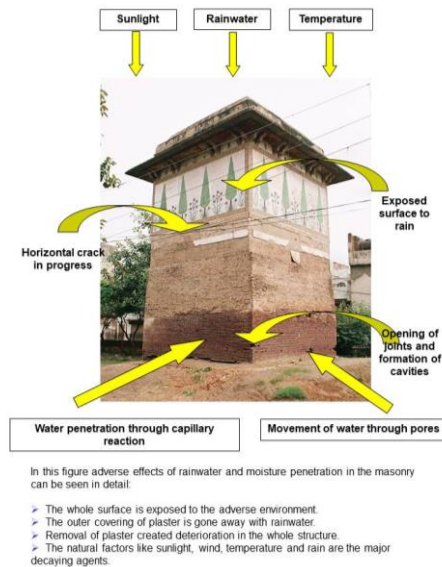 Sunlight
Rainwater
Temperature
Exposed
surface to
rain
Horizontal crack
in progress
Opening of
joints and
formation of
cavities
Water penetration through capillary
reaction
Movement of water through pores
In this figure adverse effects of rainwater and moisture penetration in the masonry
can be seen in detail:
➢ The whole surface is exposed to the adverse environment.
➢ The outer covering of plaster is gone away with rainwater.
➢ Removal of plaster created deterioration in the whole structure.
➢ The natural factors like sunlight, wind, temperature and rain are the major
decaying agents.